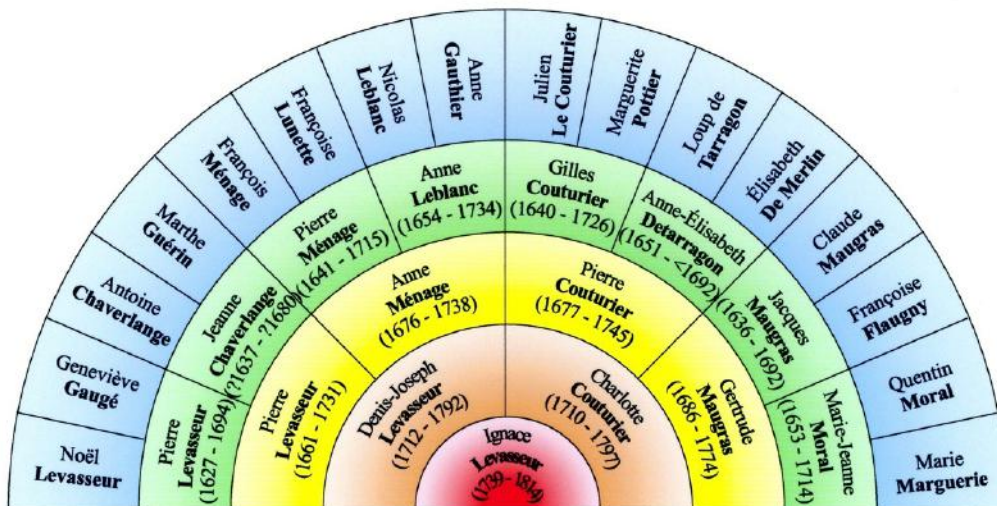 Noël
Levasseur
Geneviève
Gaugé
Antoine
Chaverlange
Marthe
Guérin
François
Ménage
Françoise
Lunette
Nicolas
Leblanc
Anne
Gauthier
Julien
Le Couturier
Marguerite
Pottier
Loup de
Tarragon
Élisabeth
De Merlin
Claude
Maugras
Françoise
Flaugny
Quentin
Moral
Marie
Marguerie
Pierre
Levasseur
(1627 - 1694)
Jeanne
Chaverlange
(?1637 - ?1680)
Pierre
Ménage
(1641 - 1715)
Anne
Leblanc
(1654 - 1734)
Gilles
Couturier
(1640 - 1726)
Anne-Élisabeth
Detarragon
(1651 - <1692)
Jacques
Maugras
(1636 - 1692)
Marie-Jeanne
Moral
(1653 - 1714)
Pierre
Levasseur
(1661 - 1731)
Anne
Ménage
(1676 - 1738)
Pierre
Couturier
(1677 - 1745)
Gertrude
Maugras
(1686 - 1774)
Denis-Joseph
Levasseur
(1712 - 1792)
Charlotte
Couturier
(1710 - 1797)
Ignace
Levasseur
(1739 - 1814)